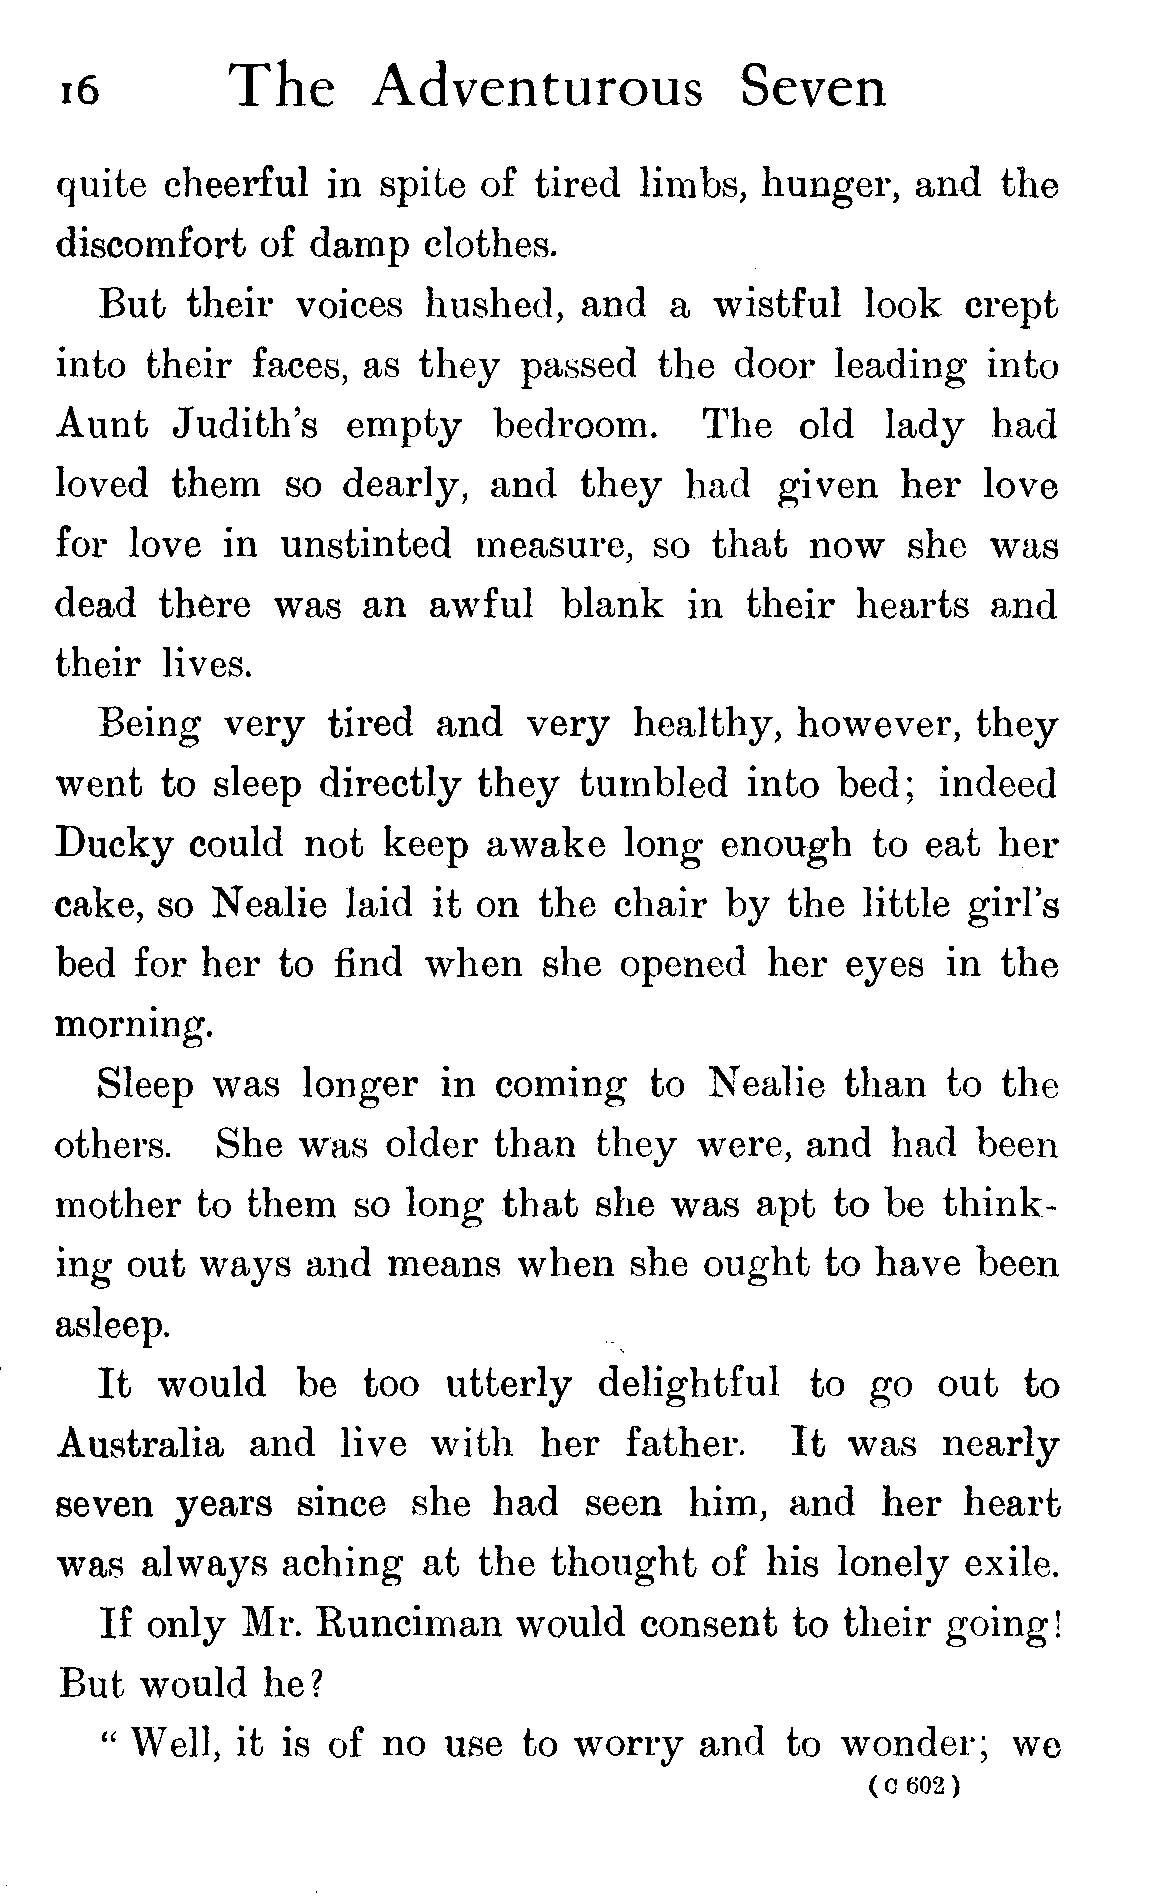 16 The Adventurous Seven
quite cheerful in spite of tired limbs, hunger, and the
discomfort of damp clothes.
But their voices hushed, and a wistful look crept
into their faces, as they passed the door leading into
Aunt Judith's empty bedroom. The old lady had
loved them so dearly, and they had given her love
for love in unstinted measure, so that now she was
dead there was an awful blank in their hearts and
their lives.
Being very tired and very healthy, however, they
went to sleep directly they tumbled into bed; indeed
Ducky could not keep awake long enough to eat her
cake, so Nealie laid it on the chair by the little girl's
bed for her to find when she opened her eyes in the
morning.
Sleep was longer in coming to Nealie than to the
others. She was older than they were, and had been
mother to them so long that she was apt to be think-
ing out ways and means when she ought to have been
asleep.
It would be too utterly delightful to go out to
Australia and live with her father. It was nearly
seven years since she had seen him, and her heart
was always aching at the thought of his lonely exile.
If only Mr. Runciman would consent to their going!
But would he?
"Well, it is of no use to worry and to wonder; we
(C 602)